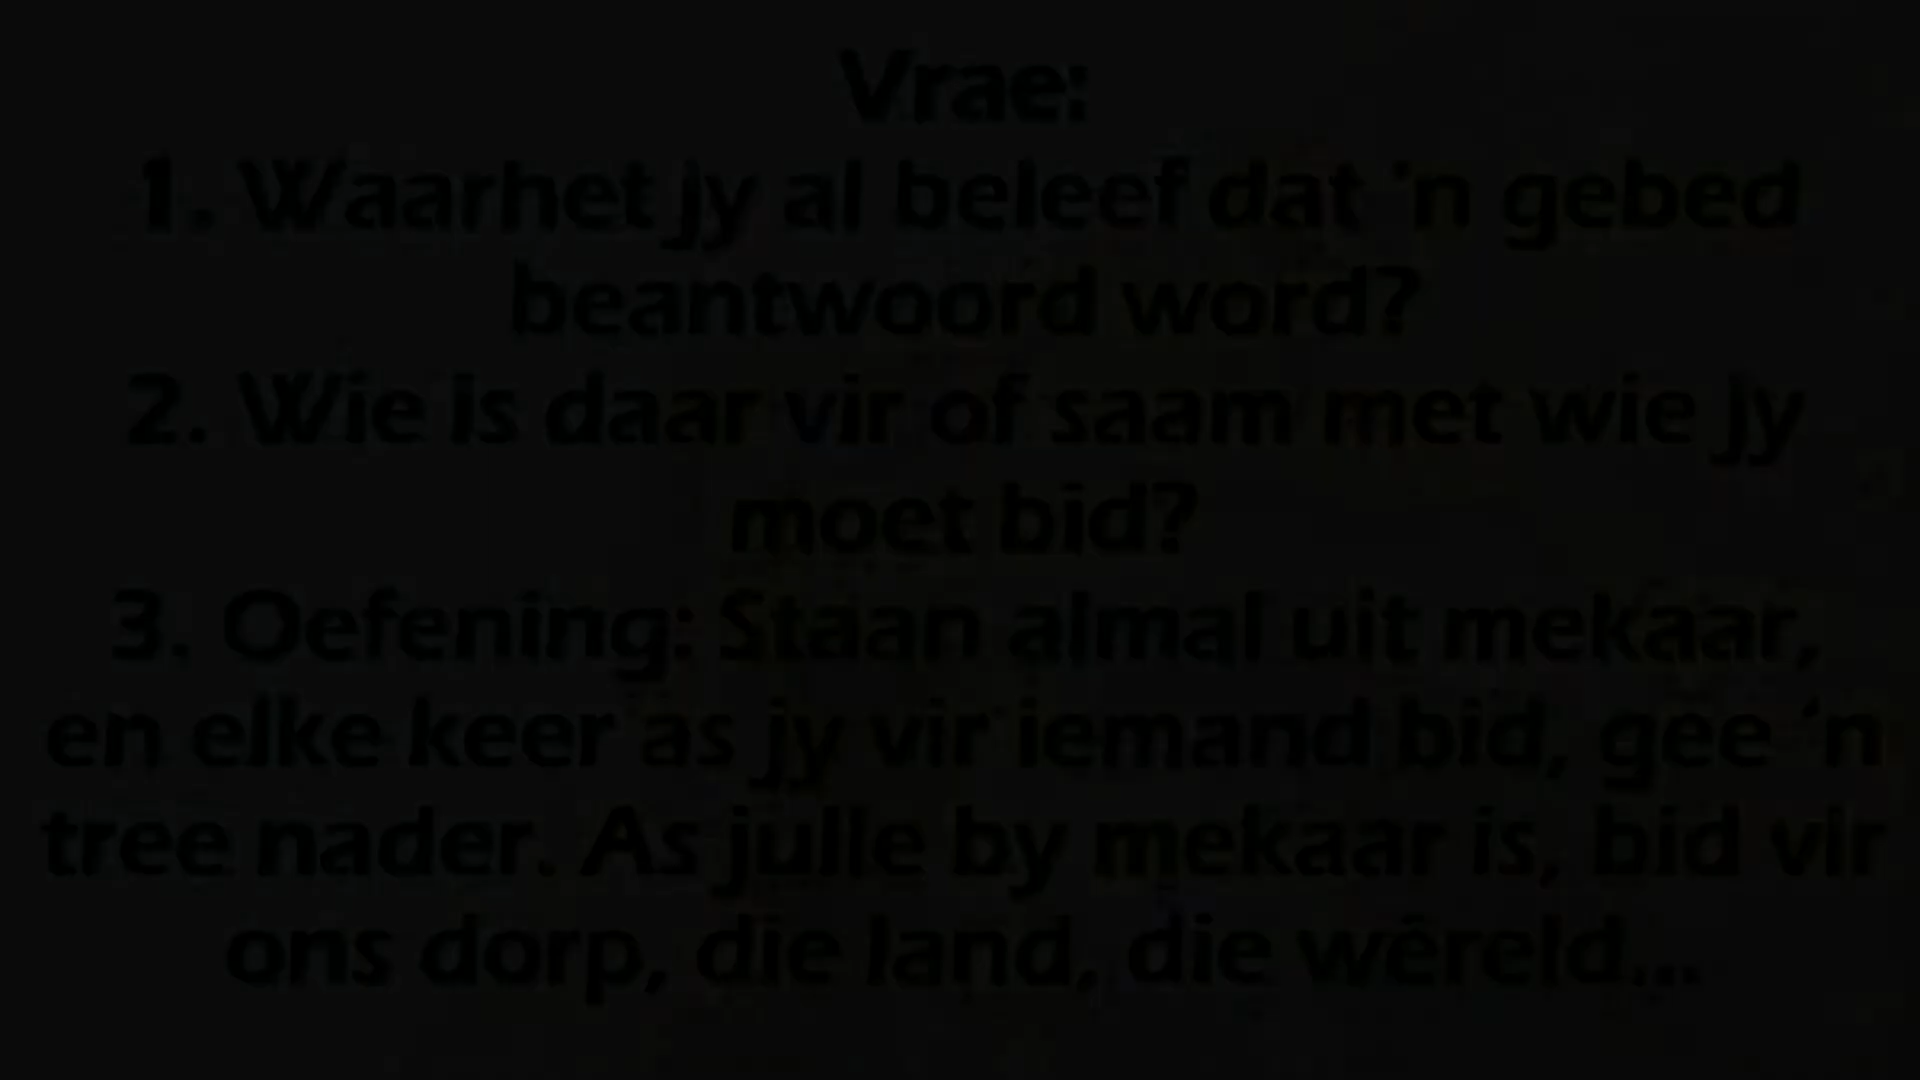 Vrae:
1. Waarhet jy al beleef dat 'n gebed
beantwoord word?
2. Wie is daar vir of saam met wie jy
moet bid?
3. Oefening: Staan almal uit mekaar,
en elke keer as jy vir iemand bid, gee 'n
tree nader. As julle by mekaar is, bid vir
ons dorp, die land, die wêreld...